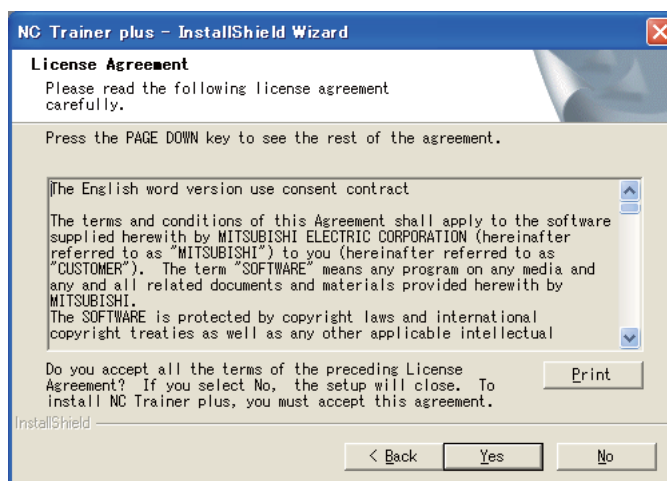 NC Trainer plus - InstallShield Wizard
License Agreement
Please read the following license agreement
carefully.
Press the PAGE DOWN key to see the rest of the agreement.
The English word version use consent contract
The terms and conditions of this Agreement shall apply to the software
supplied herewith by MITSUBISHI ELECTRIC CORPORATION (hereinafter
referred to as "MITSUBISHI") to you (hereinafter referred to as
"CUSTOMER"). The term "SOFTWARE" means any program on any media and
any and all related documents and materials provided herewith by
MITSUBISHI.
The SOFTWARE is protected by copyright laws and international
copyright treaties as well as any other applicable intellectual
Do you accept all the terms of the preceding License
Agreement? If you select No, the setup will close. To
install NC Trainer plus, you must accept this agreement.
Print
InstallShield
< Back
Yes
No